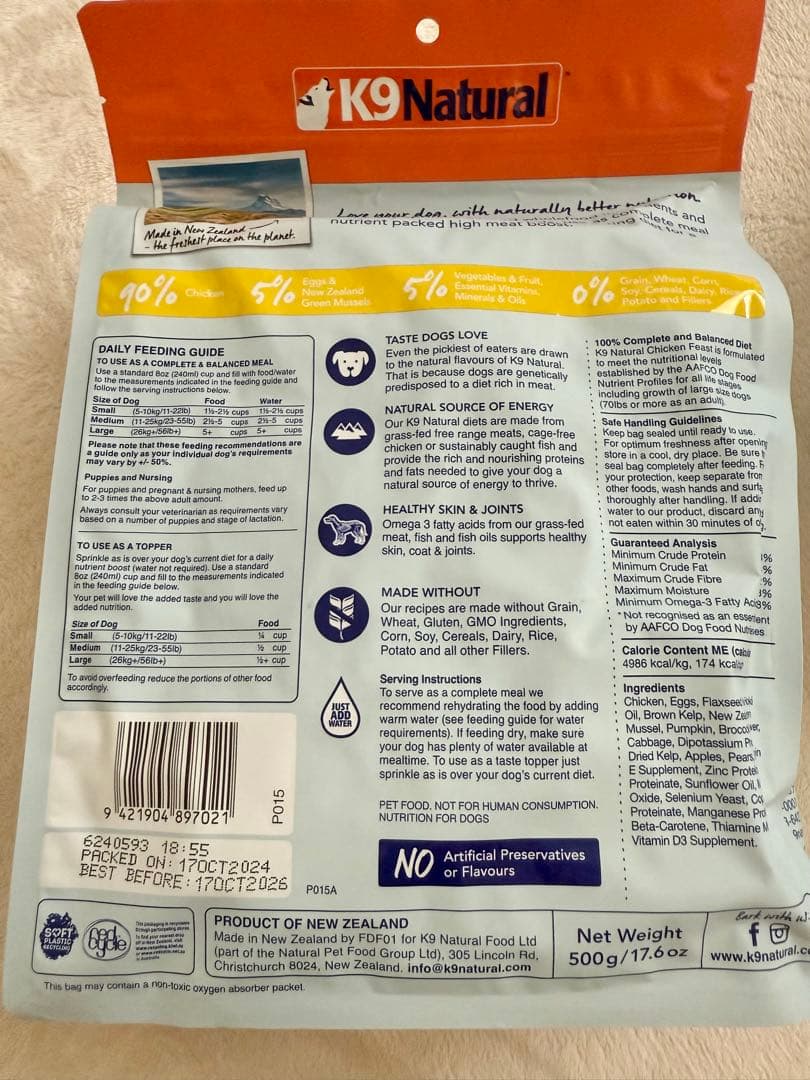 K9Natural
Made in New Zealand
- the freshest place on the planet.
Love your dog. with naturally better
nutrient packed high meat
90% Chicken
5% Eggs &
New Zealand
Green Mussels
5% Vegetables & Fruit,
Essential Vitamins,
Minerals & Oils
0% Grain, Wheat, Corn,
Soy, Cereals, Dairy, Rice
Potato and Fillers
DAILY FEEDING GUIDE
TO USE AS A COMPLETE & BALANCED MEAL
Use a standard 8oz (240ml) cup and fill with food/water
to the measurements indicated in the feeding guide and
follow the serving instructions below.
Size of Dog Food Water
Small (5-10kg/11-22lb) 1½-2½ cups 1½-2½ cups
Medium (11-25kg/23-55lb) 2½-5 cups 2½-5 cups
Large (26kg+/56lb+) 5+ cups 5+ cups
Please note that these feeding recommendations are
a guide only as your individual dog's requirements
may vary by +/- 50%.
Puppies and Nursing
For puppies and pregnant & nursing mothers, feed up
to 2-3 times the above adult amount.
Always consult your veterinarian as requirements vary
based on a number of puppies and stage of lactation.
TO USE AS A TOPPER
Sprinkle as is over your dog's current diet for a daily
nutrient boost (water not required). Use a standard
8oz (240ml) cup and fill to the measurements indicated
in the feeding guide below.
Your pet will love the added taste and you will love the
added nutrition.
Size of Dog Food
Small (5-10kg/11-22lb) ¼ cup
Medium (11-25kg/23-55lb) ½ cup
Large (26kg+/56lb+) ½+ cup
To avoid overfeeding reduce the portions of other food
accordingly.
9 421904 897021
P015
6240593 18:55
PACKED ON: 17OCT2024
BEST BEFORE: 17OCT2026
P015A
TASTE DOGS LOVE
Even the pickiest of eaters are drawn
to the natural flavours of K9 Natural.
That is because dogs are genetically
predisposed to a diet rich in meat.
NATURAL SOURCE OF ENERGY
Our K9 Natural diets are made from
grass-fed free range meats, cage-free
chicken or sustainably caught fish and
provide the rich and nourishing proteins
and fats needed to give your dog a
natural source of energy to thrive.
HEALTHY SKIN & JOINTS
Omega 3 fatty acids from our grass-fed
meat, fish and fish oils supports healthy
skin, coat & joints.
MADE WITHOUT
Our recipes are made without Grain,
Wheat, Gluten, GMO Ingredients,
Corn, Soy, Cereals, Dairy, Rice,
Potato and all other Fillers.
JUST
ADD
WATER
Serving Instructions
To serve as a complete meal we
recommend rehydrating the food by adding
warm water (see feeding guide for water
requirements). If feeding dry, make sure
your dog has plenty of water available at
mealtime. To use as a taste topper just
sprinkle as is over your dog's current diet.
PET FOOD. NOT FOR HUMAN CONSUMPTION.
NUTRITION FOR DOGS
NO Artificial Preservatives
or Flavours
100% Complete and Balanced Diet
K9 Natural Chicken Feast is formulated
to meet the nutritional levels
established by the AAFCO Dog Food
Nutrient Profiles for all life stages
including growth of large size dogs
(70lbs or more as an adult).
Safe Handling Guidelines
Keep bag sealed until ready to use.
For optimum freshness after opening
store in a cool, dry place. Be sure
seal bag completely after feeding.
your protection, keep separate from
other foods, wash hands and
thoroughly after handling. If
water to our product, discard any
not eaten within 30 minutes of
Guaranteed Analysis
Minimum Crude Protein
Minimum Crude Fat
Maximum Crude Fibre
Maximum Moisture
Minimum Omega-3 Fatty
*Not recognised as an
by AAFCO Dog Food
Calorie Content ME
4986 kcal/kg, 174
Ingredients
Chicken, Eggs,
Oil, Brown Kelp, New
Mussel, Pumpkin,
Cabbage, Dipotassium
Dried Kelp, Apples, Pears,
E Supplement, Zinc
Proteinate, Sunflower Oil,
Oxide, Selenium Yeast,
Proteinate, Manganese
Beta-Carotene, Thiamine
Vitamin D3 Supplement.
SOFT
PLASTIC
RECYCLING
redcycle
PRODUCT OF NEW ZEALAND
Made in New Zealand by FDF01 for K9 Natural Food Ltd
(part of the Natural Pet Food Group Ltd), 305 Lincoln Rd,
Christchurch 8024, New Zealand. info@k9natural.com
Net Weight
500g/17.6oz
Bark with
www.k9natural.c
This bag may contain a non-toxic oxygen absorber packet.